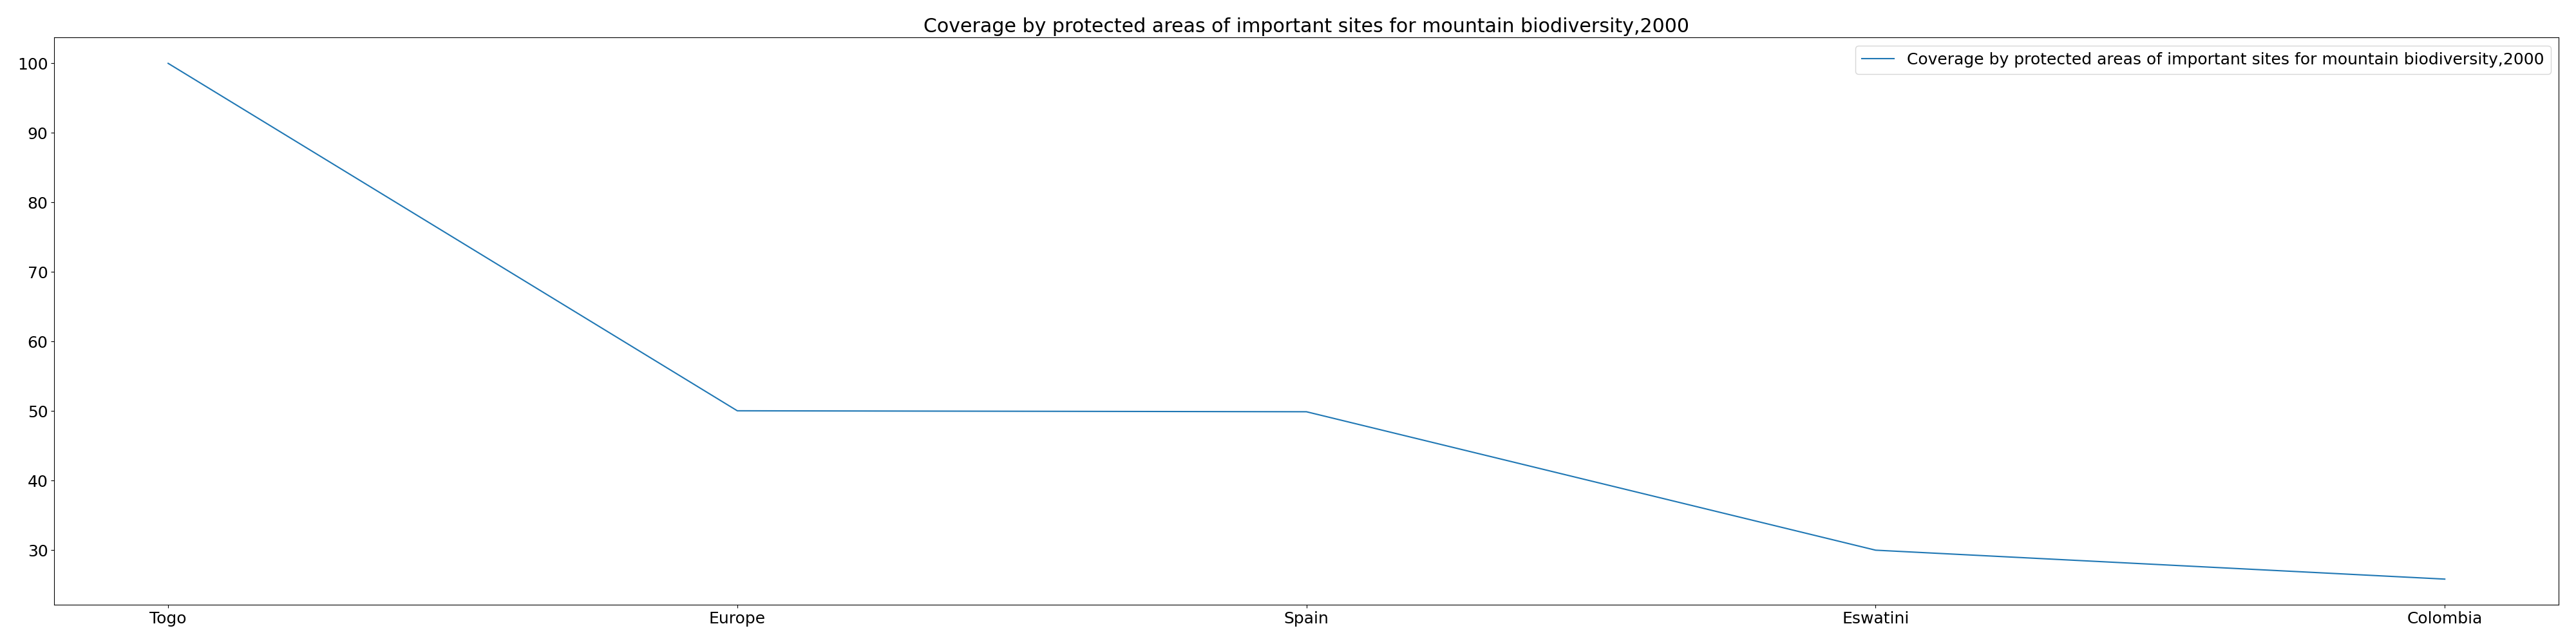 Coverage by protected areas of important sites for mountain biodiversity,2000
Coverage by protected areas of important sites for mountain biodiversity,2000
100
90
80
70
60
50
40
30
Togo Europe Spain Eswatini Colombia